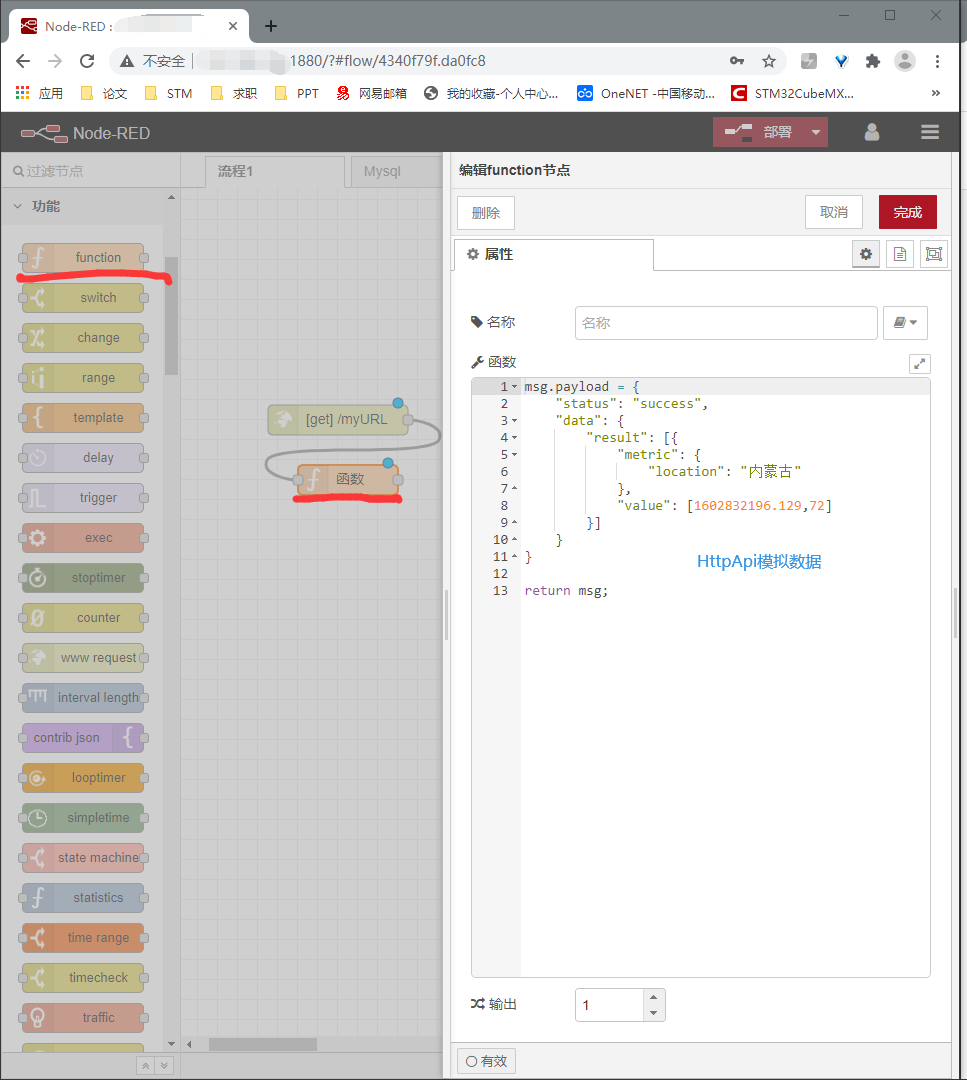 Node-RED :
不安全
1880/?#flow/4340f79f.da0fc8
应用 论文 STM 求职 PPT 网易邮箱 我的收藏-个人中心... OneNET -中国移动... STM32CubeMX... »
Node-RED 部署
过滤节点
流程1 Mysql
编辑function节点
功能
删除 取消 完成
属性
function
switch
change
range
template
delay
trigger
exec
stoptimer
counter
www request
interval length
contrib json
looptimer
simpletime
state machine
statistics
time range
timecheck
traffic
[get] /myURL
函数
名称 名称
函数
1 msg.payload = {
2 "status": "success",
3 "data": {
4 "result": [{
5 "metric": {
6 "location": "内蒙古"
7 },
8 "value": [1602832196.129,72]
9 }]
10 }
11 }
12
13 return msg;
HttpApi模拟数据
输出 1
有效